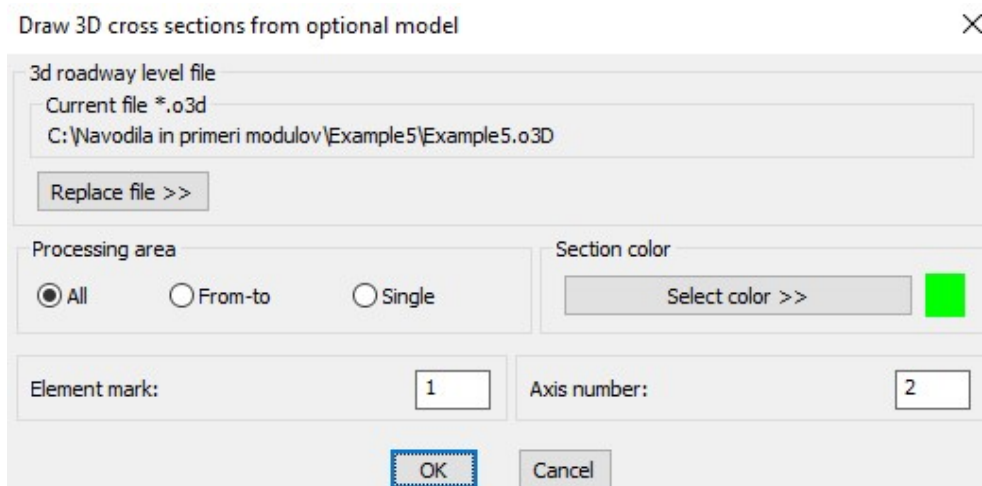 Draw 3D cross sections from optional model
3d roadway level file
Current file *.o3d
C:\Navodila in primeri modulov\Example5\Example5.o3D
Replace file >>
Processing area
All From-to Single
Section color
Select color >>
Element mark: 1
Axis number: 2
OK Cancel